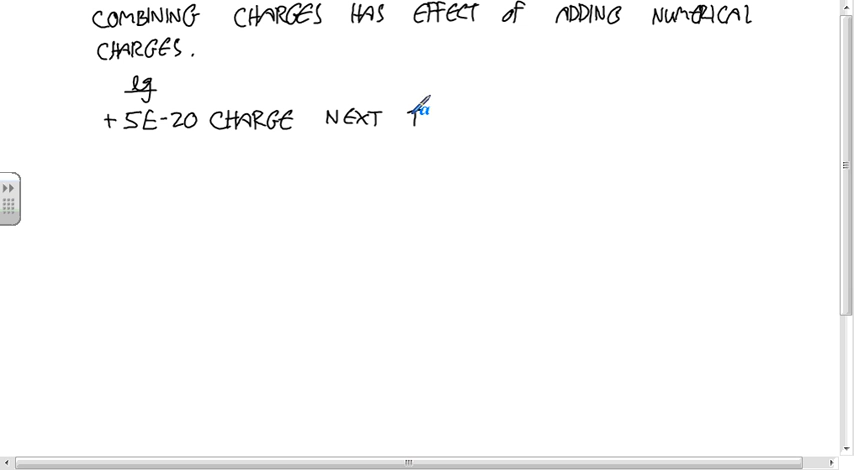 COMBINING CHARGES HAS EFFECT OF ADDING NUMERICAL
CHARGES.
eg
+5E-20 CHARGE NEXT T